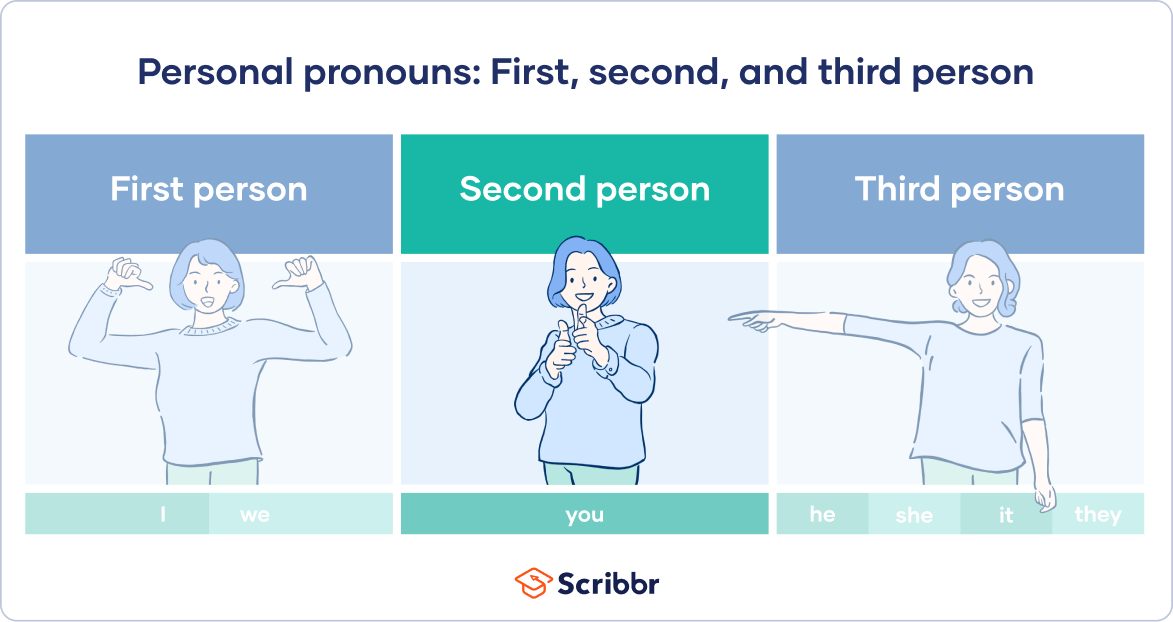 Personal pronouns: First, second, and third person
First person
Second person
Third person
I
we
you
he
she
it
they
Scribbr